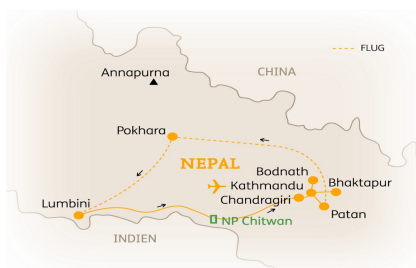 FLUG
Annapurna
CHINA
Pokhara
NEPAL
Bodnath
Kathmandu
Bhaktapur
Chandragiri
Lumbini
Patan
NP Chitwan
INDIEN